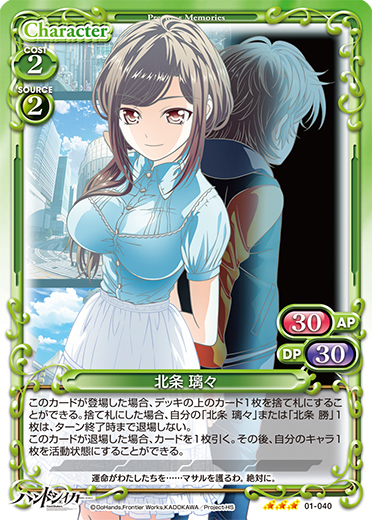 Precious Memories
Character
COST
2
SOURCE
2
30 AP
DP 30
北条 璃々
このカードが登場した場合、デッキの上のカード1枚を捨て札にするこ
とができる。捨て札にした場合、自分の「北条 璃々」または「北条 勝」1
枚は、ターン終了時まで退場しない。
このカードが退場した場合、カードを1枚引く。その後、自分のキャラ1
枚を活動状態にすることができる。
運命がわたしたちを……マサルを護るわ、絶対に。
ハンドシェイカー
★★★ 01-040
©GoHands,Frontier Works,KADOKAWA／Project-HS